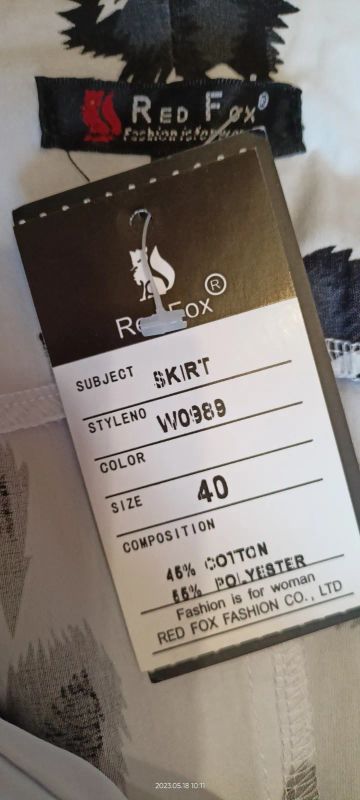 RED FOX®
Fashion is for woman
Red Fox®
SUBJECT SKIRT
STYLENO W0989
COLOR
SIZE 40
COMPOSITION
45% COTTON
55% POLYESTER
Fashion is for woman
RED FOX FASHION CO., LTD
2023.05.18 10:11